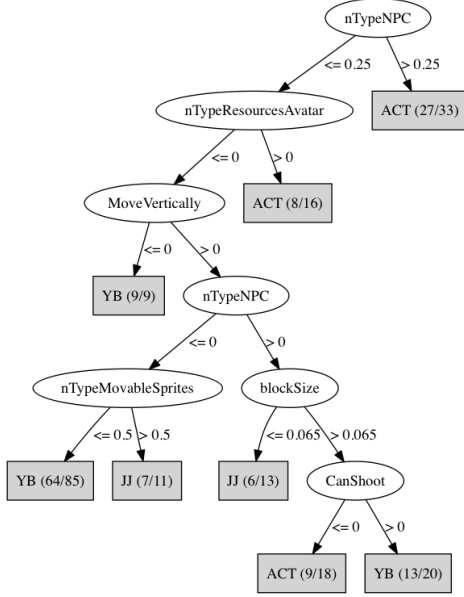 nTypeNPC
<= 0.25
> 0.25
nTypeResourcesAvatar
ACT (27/33)
<= 0
> 0
MoveVertically
ACT (8/16)
<= 0
> 0
YB (9/9)
nTypeNPC
<= 0
> 0
nTypeMovableSprites
blockSize
<= 0.5
> 0.5
<= 0.065
> 0.065
YB (64/85)
JJ (7/11)
JJ (6/13)
CanShoot
<= 0
> 0
ACT (9/18)
YB (13/20)